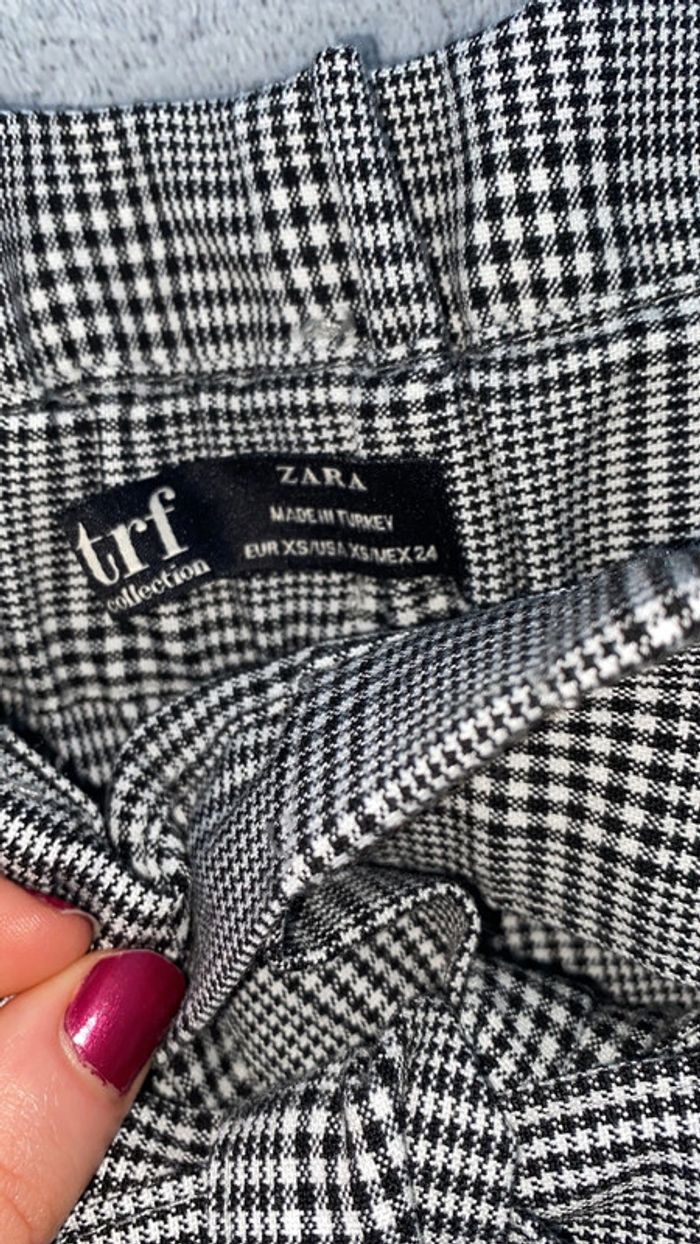 trf
collection
ZARA
MADE IN TURKEY
EUR XS/USA XS/MEX 24